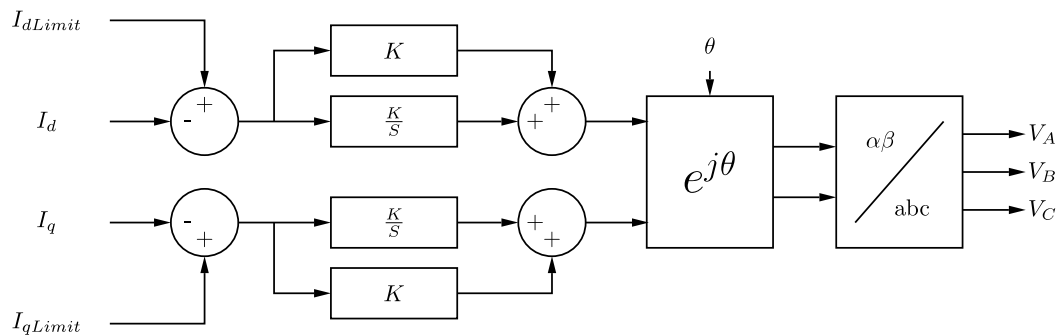 I_{dLimit}
K
θ
+
I_d
-
K/S
+
+
e^{jθ}
αβ
abc
V_A
V_B
V_C
I_q
-
+
K/S
+
+
K
I_{qLimit}